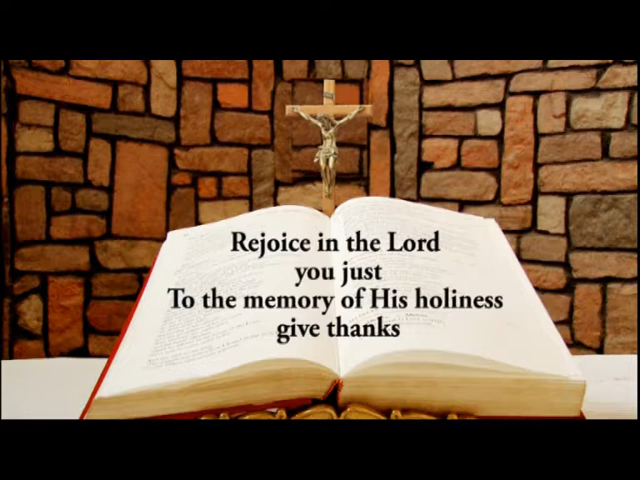 Rejoice in the Lord
you just
To the memory of His holiness
give thanks